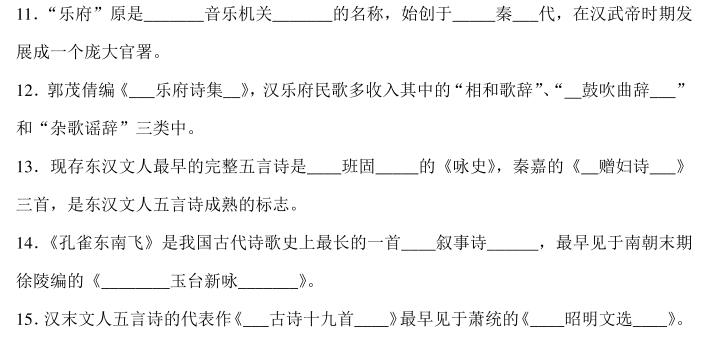 11．“乐府”原是_______音乐机关_______的名称，始创于_____秦___代，在汉武帝时期发
展成一个庞大官署。
12．郭茂倩编《___乐府诗集__》，汉乐府民歌多收入其中的“相和歌辞”、“__鼓吹曲辞___”
和“杂歌谣辞”三类中。
13．现存东汉文人最早的完整五言诗是____班固_____的《咏史》，秦嘉的《__赠妇诗___》
三首，是东汉文人五言诗成熟的标志。
14．《孔雀东南飞》是我国古代诗歌史上最长的一首____叙事诗______，最早见于南朝末期
徐陵编的《________玉台新咏_______》。
15．汉末文人五言诗的代表作《___古诗十九首____》最早见于萧统的《____昭明文选____》。